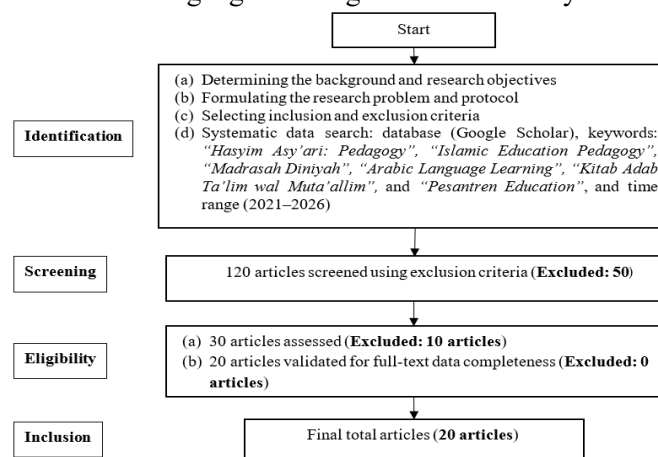 Start
Identification
(a) Determining the background and research objectives
(b) Formulating the research problem and protocol
(c) Selecting inclusion and exclusion criteria
(d) Systematic data search: database (Google Scholar), keywords:
“Hasyim Asy’ari: Pedagogy”, “Islamic Education Pedagogy”,
“Madrasah Diniyah”, “Arabic Language Learning”, “Kitab Adab
Ta’lim wal Muta’allim”, and “Pesantren Education”, and time
range (2021–2026)
Screening
120 articles screened using exclusion criteria (Excluded: 50)
Eligibility
(a) 30 articles assessed (Excluded: 10 articles)
(b) 20 articles validated for full-text data completeness (Excluded: 0
articles)
Inclusion
Final total articles (20 articles)